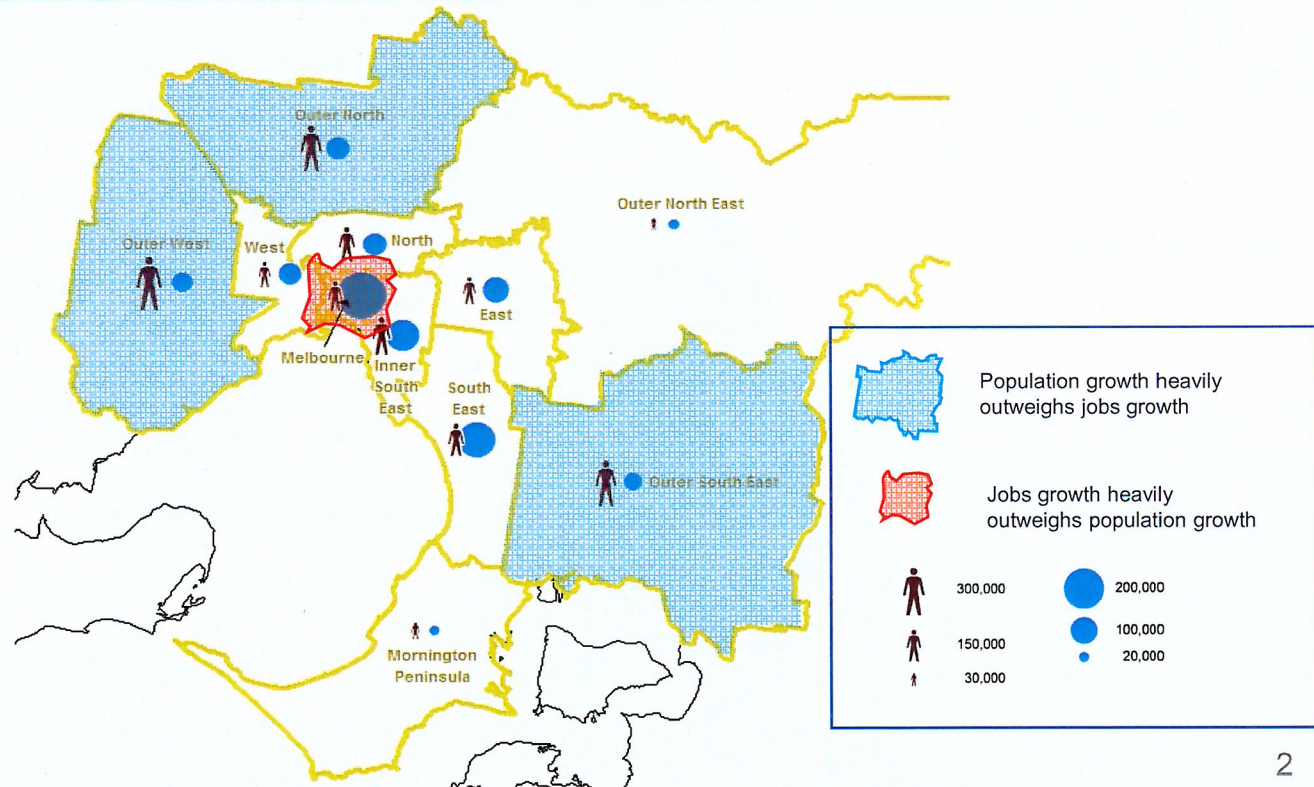 Outer North
Outer North East
Outer West
West
North
East
Melbourne
Inner
South
East
South
East
Outer South East
Mornington
Peninsula
Population growth heavily
outweighs jobs growth
Jobs growth heavily
outweighs population growth
300,000
200,000
150,000
100,000
30,000
20,000
2